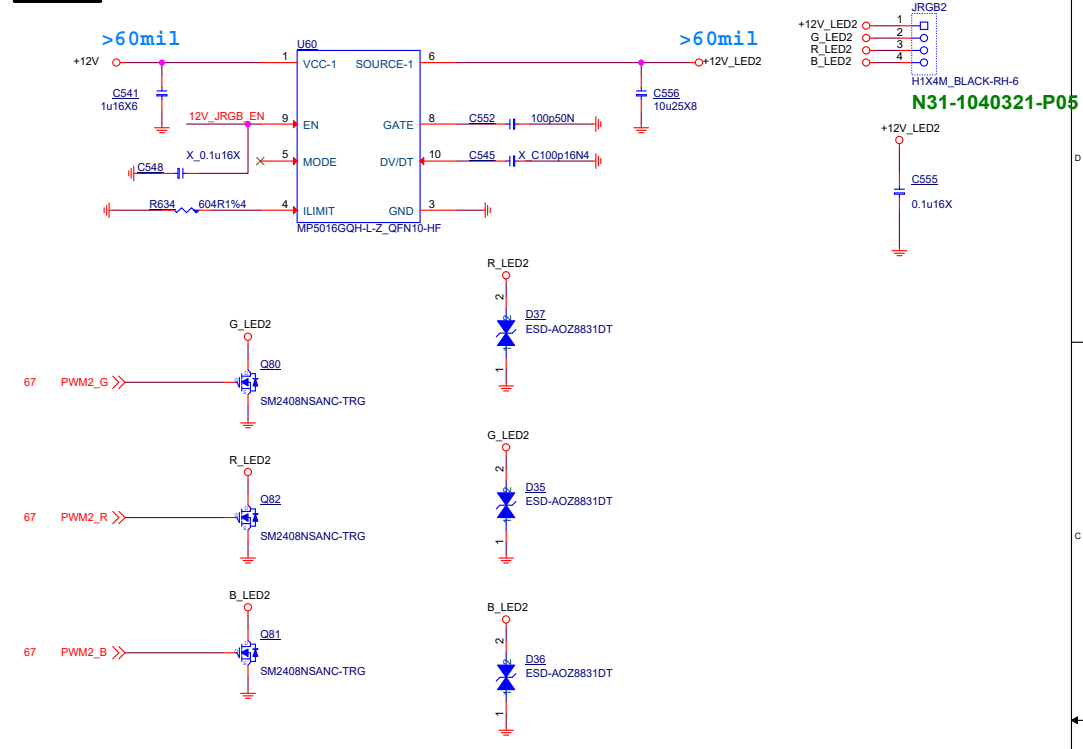 JRGB2
>60mil
>60mil
+12V_LED2 1
G_LED2 2
R_LED2 3
B_LED2 4
U60
+12V 1 VCC-1 SOURCE-1 6 +12V_LED2
H1X4M_BLACK-RH-6
C541
1u16X6
C556
10u25X8
N31-1040321-P05
12V_JRGB_EN 9 EN GATE 8 C552 100p50N
+12V_LED2
X_0.1u16X 5 MODE DV/DT 10 C545 X_C100p16N4
D
C548
C555
0.1u16X
R634 604R1%4 4 ILIMIT GND 3
MP5016GQH-L-Z_QFN10-HF
R_LED2
2
D37
ESD-AOZ8831DT
1
G_LED2
Q80
67 PWM2_G
SM2408NSANC-TRG
G_LED2
2
D35
ESD-AOZ8831DT
1
R_LED2
Q82
67 PWM2_R
SM2408NSANC-TRG
C
B_LED2
Q81
67 PWM2_B
SM2408NSANC-TRG
B_LED2
2
D36
ESD-AOZ8831DT
1